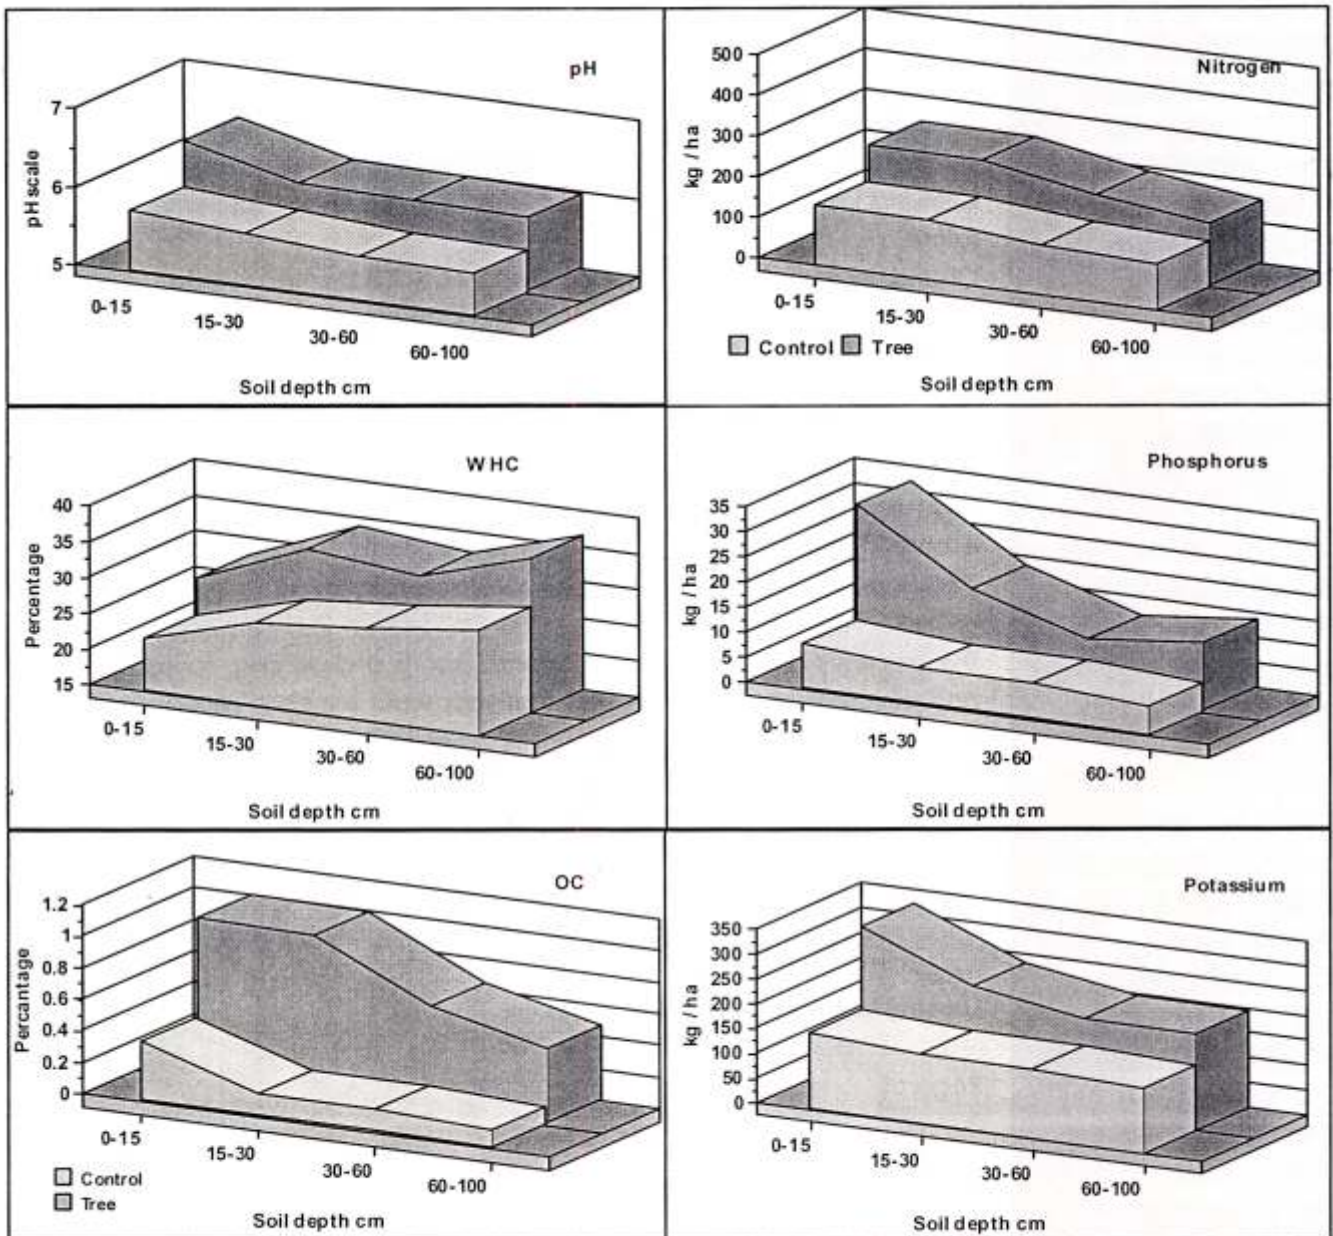 pH
7
6
5
pH scale
0-15
15-30
30-60
60-100
Soil depth cm
Nitrogen
500
400
300
200
100
0
kg / ha
0-15
15-30
30-60
60-100
Control Tree
Soil depth cm
WHC
40
35
30
25
20
15
Percentage
0-15
15-30
30-60
60-100
Soil depth cm
Phosphorus
35
30
25
20
15
10
5
0
kg / ha
0-15
15-30
30-60
60-100
Soil depth cm
OC
1.2
1
0.8
0.6
0.4
0.2
0
Percantage
0-15
15-30
30-60
60-100
Control
Tree
Soil depth cm
Potassium
350
300
250
200
150
100
50
0
kg / ha
0-15
15-30
30-60
60-100
Soil depth cm